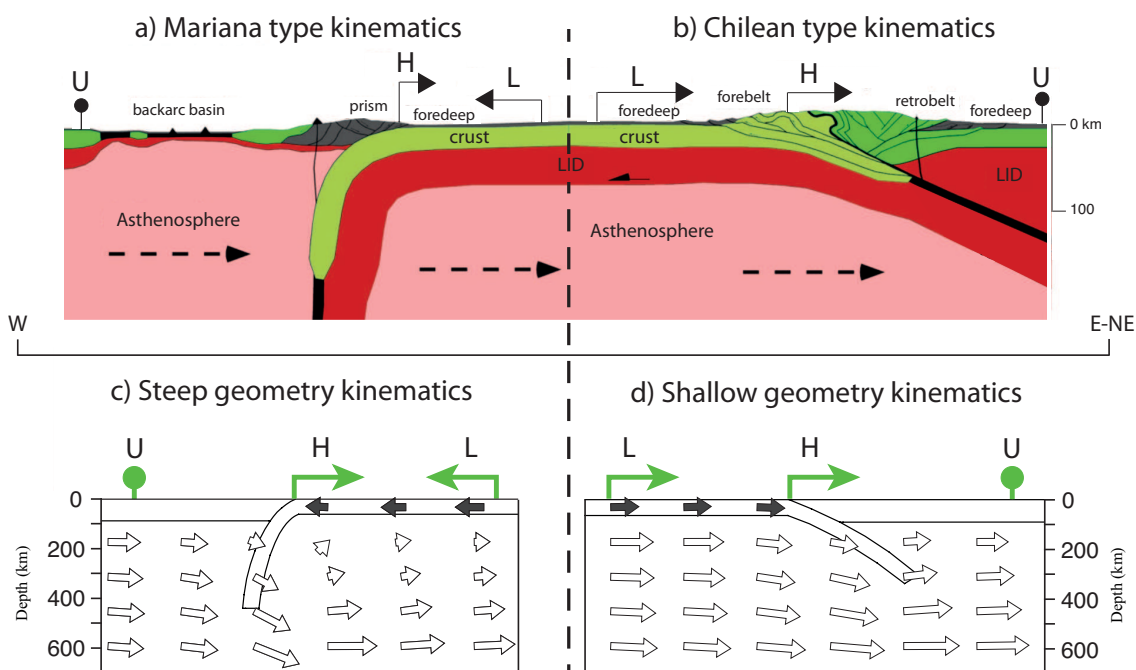 a) Mariana type kinematics
b) Chilean type kinematics
U
H
L
L
H
U
backarc basin
prism
foredeep
foredeep
forebelt
retrobelt
foredeep
crust
crust
0 km
LID
LID
100
Asthenosphere
Asthenosphere
W
E-NE
c) Steep geometry kinematics
d) Shallow geometry kinematics
U
H
L
L
H
U
0
200
400
600
Depth (km)
0
200
400
600
Depth (km)